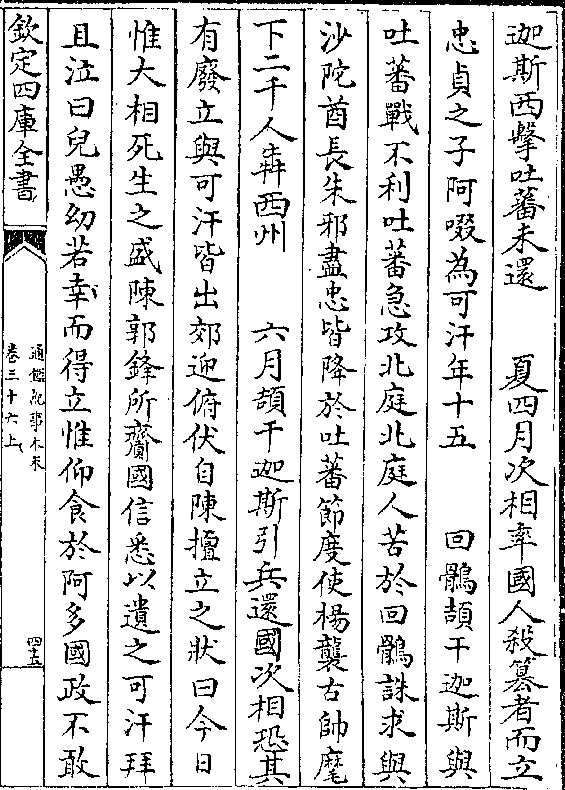 迦斯西擊吐蕃未還　夏四月次相率國人殺簒者而立
忠貞之子阿啜為可汗年十五　回鶻頡干迦斯與
吐蕃戰不利吐蕃急攻北庭北庭人苦於回鶻誅求與
沙陀酋長朱邪盡忠皆降於吐蕃節度使楊襲古帥麾
下二千人犇西州　六月頡干迦斯引兵還國次相恐其
有廢立與可汗皆出郊迎俯伏自陳擅立之狀曰今日
惟大相死生之盛陳郭鋒所齎國信悉以遺之可汗拜
且泣曰兒愚幼若幸而得立惟仰食於阿多國政不敢
欽定四庫全書
通鑑紀事本末
卷三十六上
四十五